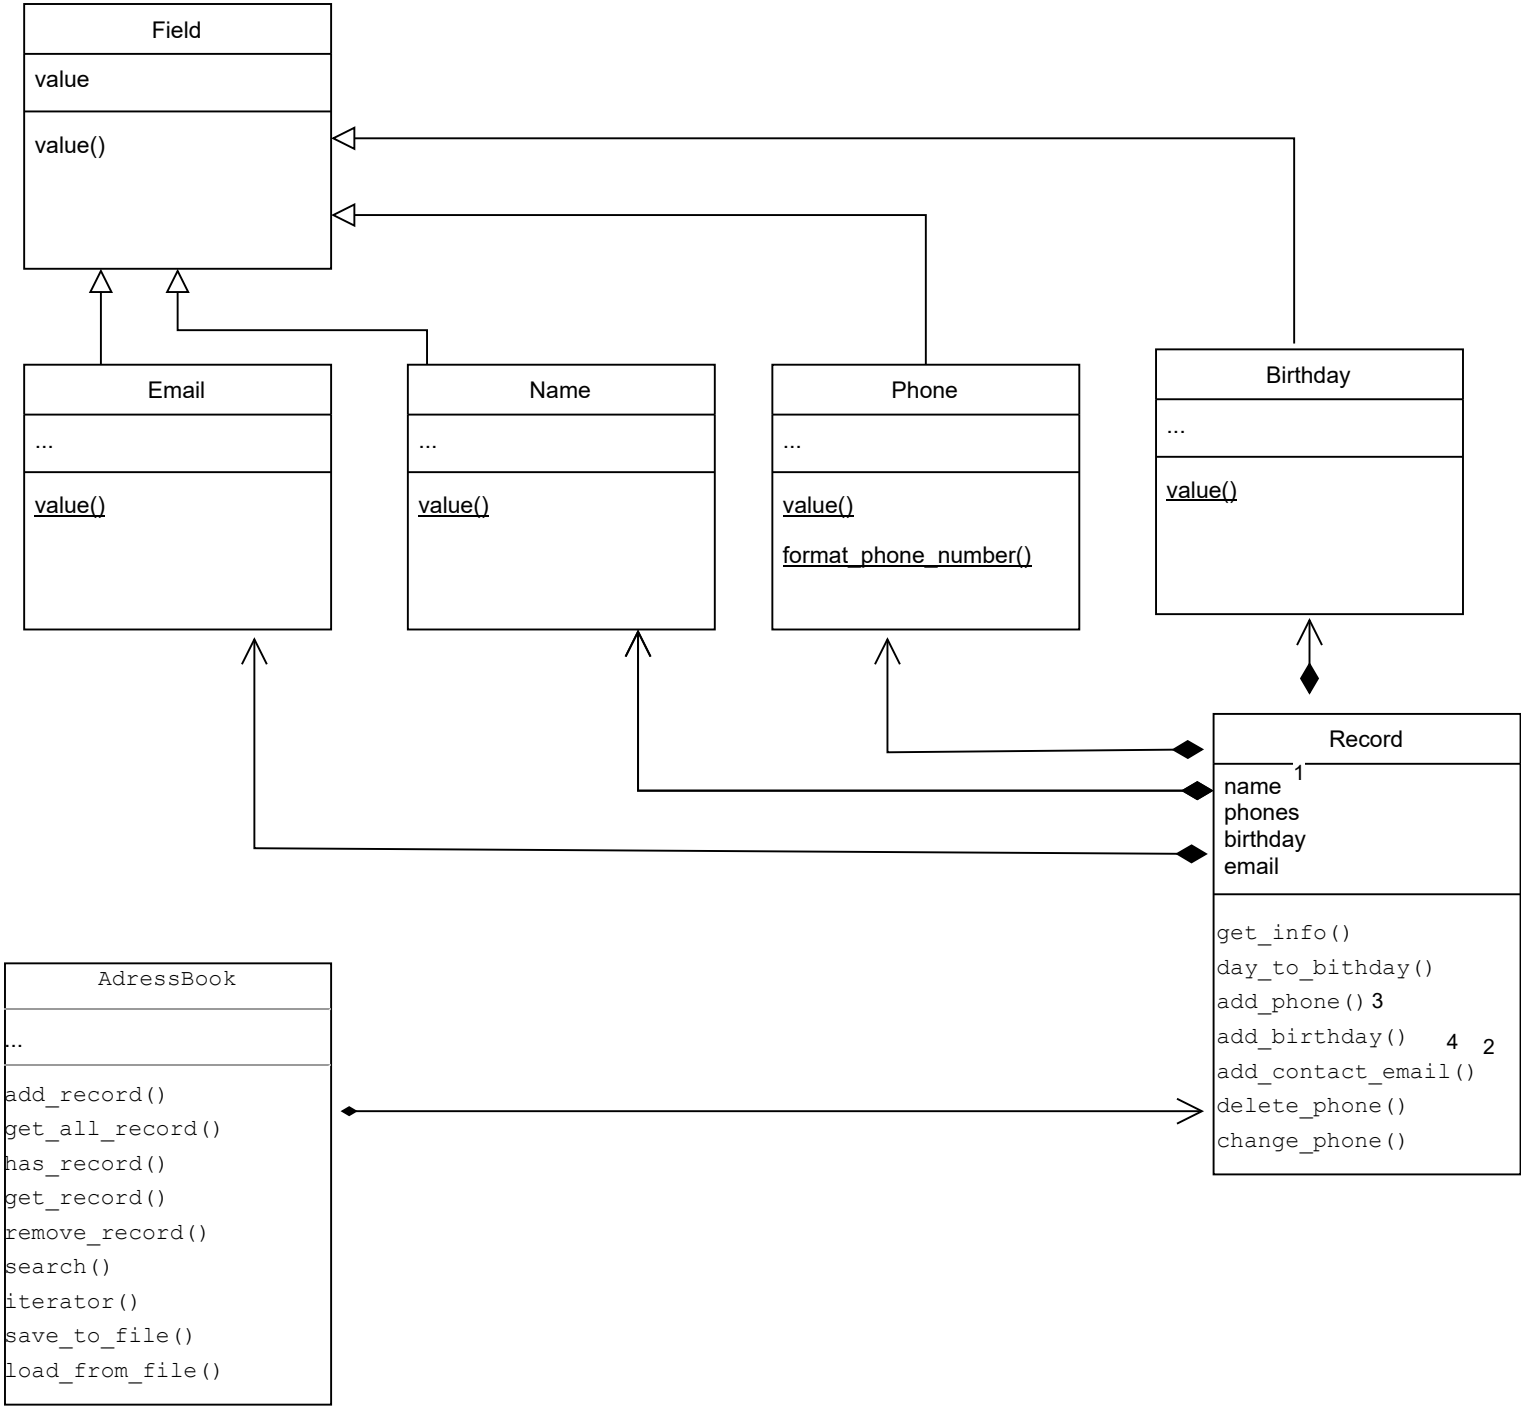 Field
value
value()
Email
...
value()
Name
...
value()
Phone
...
value()
format_phone_number()
Birthday
...
value()
Record
1
name
phones
birthday
email
get_info()
day_to_bithday()
add_phone() 3
add_birthday() 4 2
add_contact_email()
delete_phone()
change_phone()
AdressBook
...
add_record()
get_all_record()
has_record()
get_record()
remove_record()
search()
iterator()
save_to_file()
load_from_file()